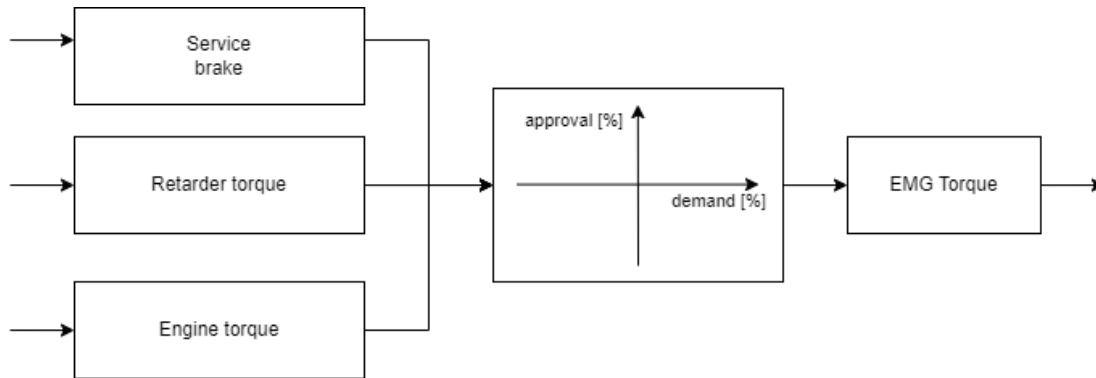 Service
brake
Retarder torque
Engine torque
approval [%]
demand [%]
EMG Torque